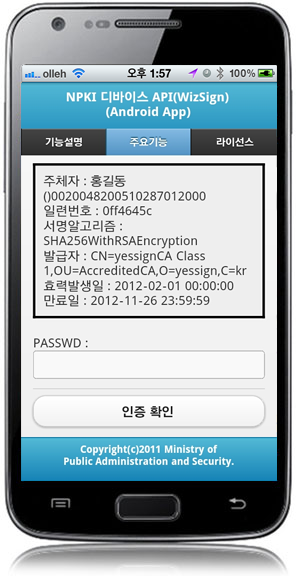 olleh 오후 1:57 100%
NPKI 디바이스 API(WizSign)
(Android App)
기능설명 주요기능 라이선스
주체자 : 홍길동
()0020048200510287012000
일련번호 : 0ff4645c
서명알고리즘 :
SHA256WithRSAEncryption
발급자 : CN=yessignCA Class
1,OU=AccreditedCA,O=yessign,C=kr
효력발생일 : 2012-02-01 00:00:00
만료일 : 2012-11-26 23:59:59
PASSWD :
인증 확인
Copyright(c)2011 Ministry of
Public Administration and Security.